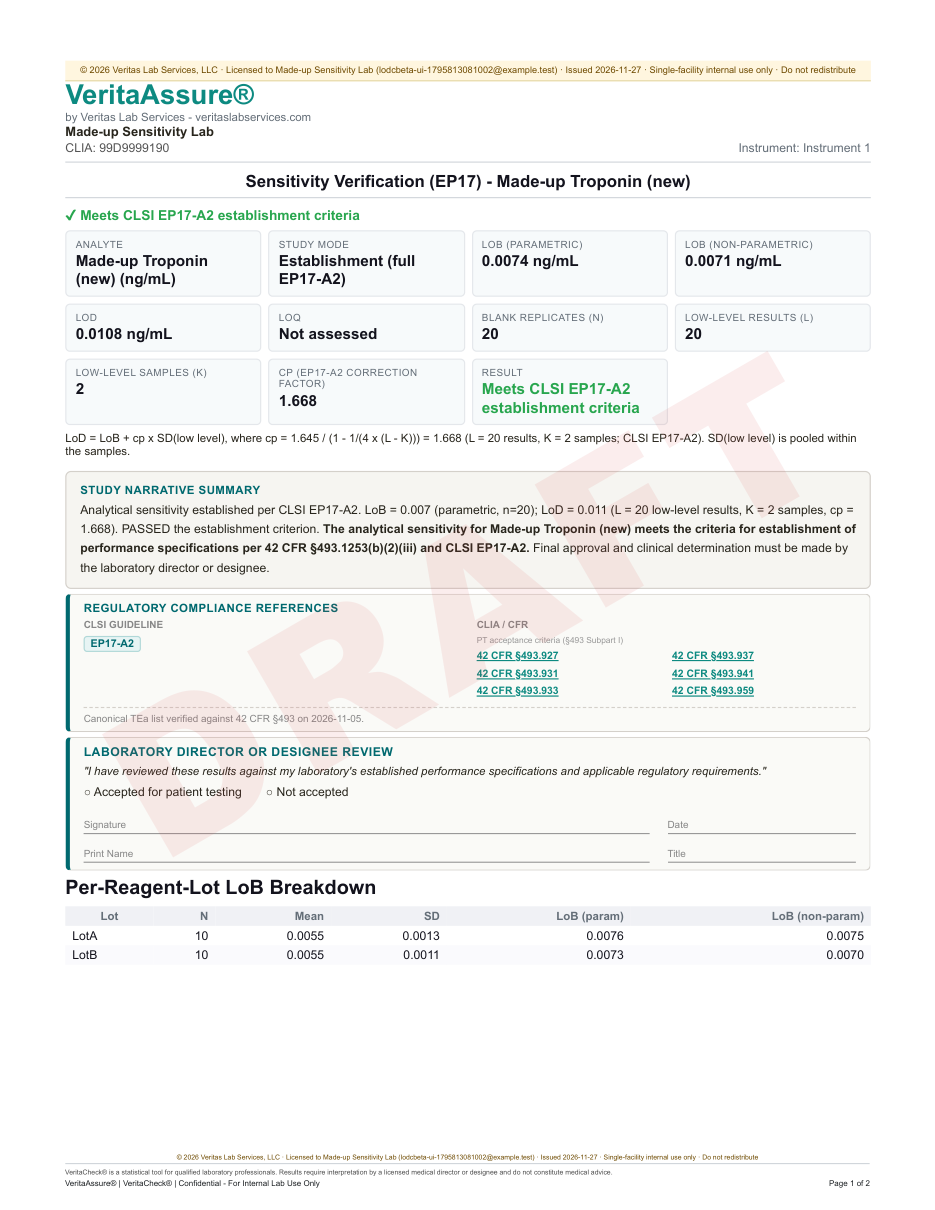 © 2026 Veritas Lab Services, LLC · Licensed to Made-up Sensitivity Lab (lodcbeta-ui-1795813081002@example.test) · Issued 2026-11-27 · Single-facility internal use only · Do not redistribute
VeritaAssure®
by Veritas Lab Services - veritaslabservices.com
Made-up Sensitivity Lab
CLIA: 99D9999190
Instrument: Instrument 1
Sensitivity Verification (EP17) - Made-up Troponin (new)
✓ Meets CLSI EP17-A2 establishment criteria
ANALYTE
Made-up Troponin
(new) (ng/mL)
STUDY MODE
Establishment (full
EP17-A2)
LOB (PARAMETRIC)
0.0074 ng/mL
LOB (NON-PARAMETRIC)
0.0071 ng/mL
LOD
0.0108 ng/mL
LOQ
Not assessed
BLANK REPLICATES (N)
20
LOW-LEVEL RESULTS (L)
20
LOW-LEVEL SAMPLES (K)
2
CP (EP17-A2 CORRECTION
FACTOR)
1.668
RESULT
Meets CLSI EP17-A2
establishment criteria
LoD = LoB + cp x SD(low level), where cp = 1.645 / (1 - 1/(4 x (L - K))) = 1.668 (L = 20 results, K = 2 samples; CLSI EP17-A2). SD(low level) is pooled within
the samples.
STUDY NARRATIVE SUMMARY
Analytical sensitivity established per CLSI EP17-A2. LoB = 0.007 (parametric, n=20); LoD = 0.011 (L = 20 low-level results, K = 2 samples, cp =
1.668). PASSED the establishment criterion. The analytical sensitivity for Made-up Troponin (new) meets the criteria for establishment of
performance specifications per 42 CFR §493.1253(b)(2)(iii) and CLSI EP17-A2. Final approval and clinical determination must be made by
the laboratory director or designee.
REGULATORY COMPLIANCE REFERENCES
CLSI GUIDELINE
EP17-A2
CLIA / CFR
PT acceptance criteria (§493 Subpart I)
42 CFR §493.927 42 CFR §493.937
42 CFR §493.931 42 CFR §493.941
42 CFR §493.933 42 CFR §493.959
Canonical TEa list verified against 42 CFR §493 on 2026-11-05.
LABORATORY DIRECTOR OR DESIGNEE REVIEW
"I have reviewed these results against my laboratory's established performance specifications and applicable regulatory requirements."
○ Accepted for patient testing ○ Not accepted
Signature Date
Print Name Title
DRAFT
Per-Reagent-Lot LoB Breakdown
Lot N Mean SD LoB (param) LoB (non-param)
LotA 10 0.0055 0.0013 0.0076 0.0075
LotB 10 0.0055 0.0011 0.0073 0.0070
© 2026 Veritas Lab Services, LLC · Licensed to Made-up Sensitivity Lab (lodcbeta-ui-1795813081002@example.test) · Issued 2026-11-27 · Single-facility internal use only · Do not redistribute
VeritaCheck® is a statistical tool for qualified laboratory professionals. Results require interpretation by a licensed medical director or designee and do not constitute medical advice.
VeritaAssure® | VeritaCheck® | Confidential - For Internal Lab Use Only
Page 1 of 2